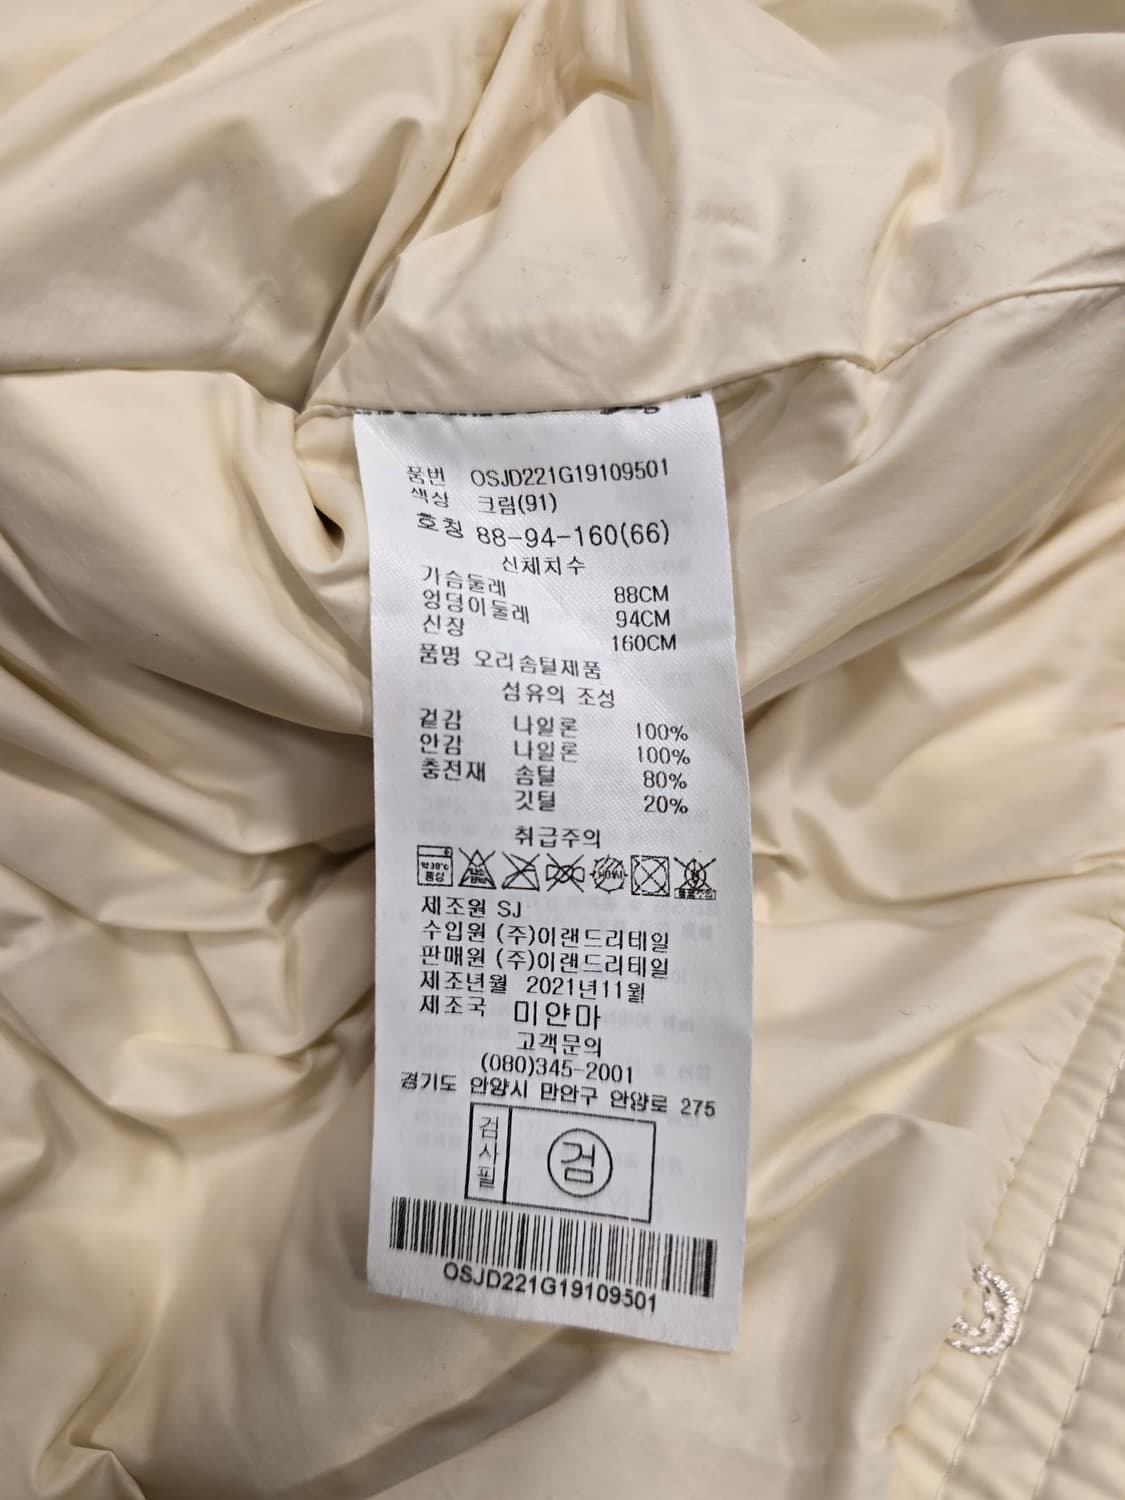 품번 OSJD221G19109501
색상 크림(91)
호칭 88-94-160(66)
신체치수
가슴둘레 88CM
엉덩이둘레 94CM
신장 160CM
품명 오리솜털제품
섬유의 조성
겉감 나일론 100%
안감 나일론 100%
충전재 솜털 80%
깃털 20%
취급주의
약30℃
중성
제조원 SJ
수입원 (주)이랜드리테일
판매원 (주)이랜드리테일
제조년월 2021년11월
제조국 미얀마
고객문의
(080)345-2001
경기도 안양시 만안구 안양로 275
검사필 검
OSJD221G19109501